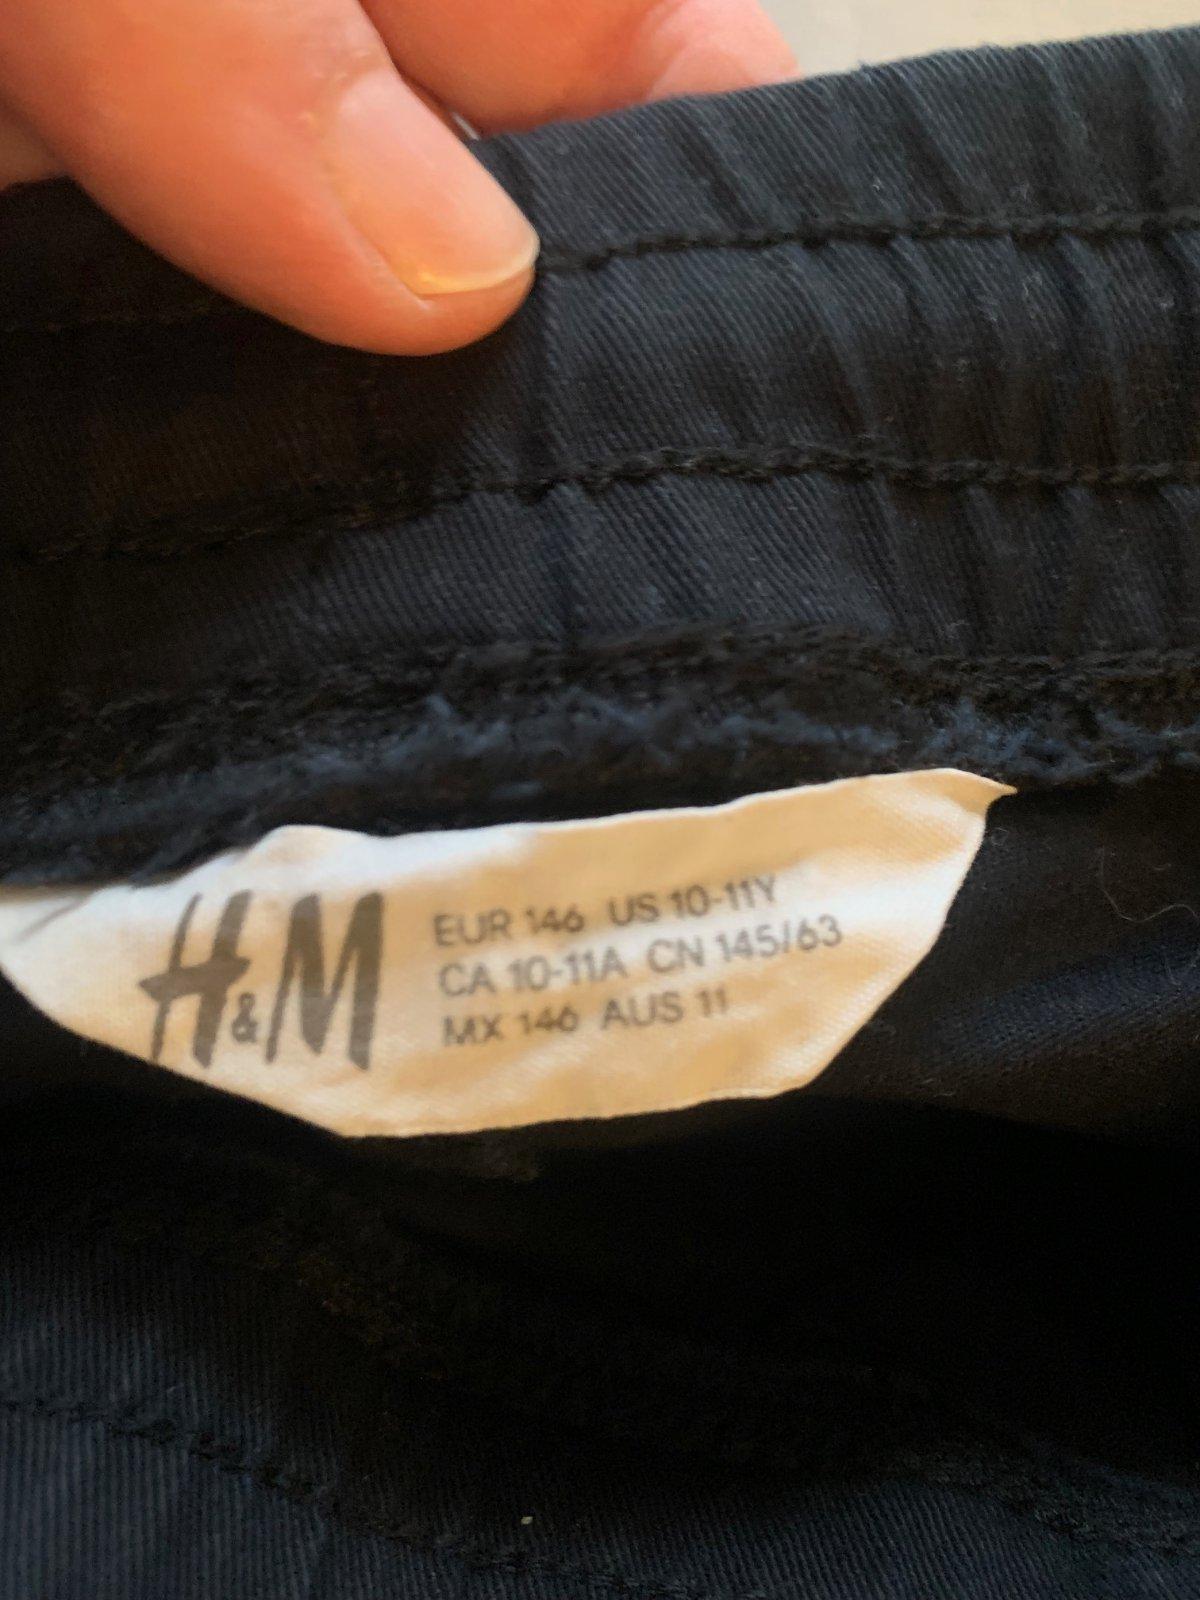 H&M
EUR 146 US 10-11Y
CA 10-11A CN 145/63
MX 146 AUS 11